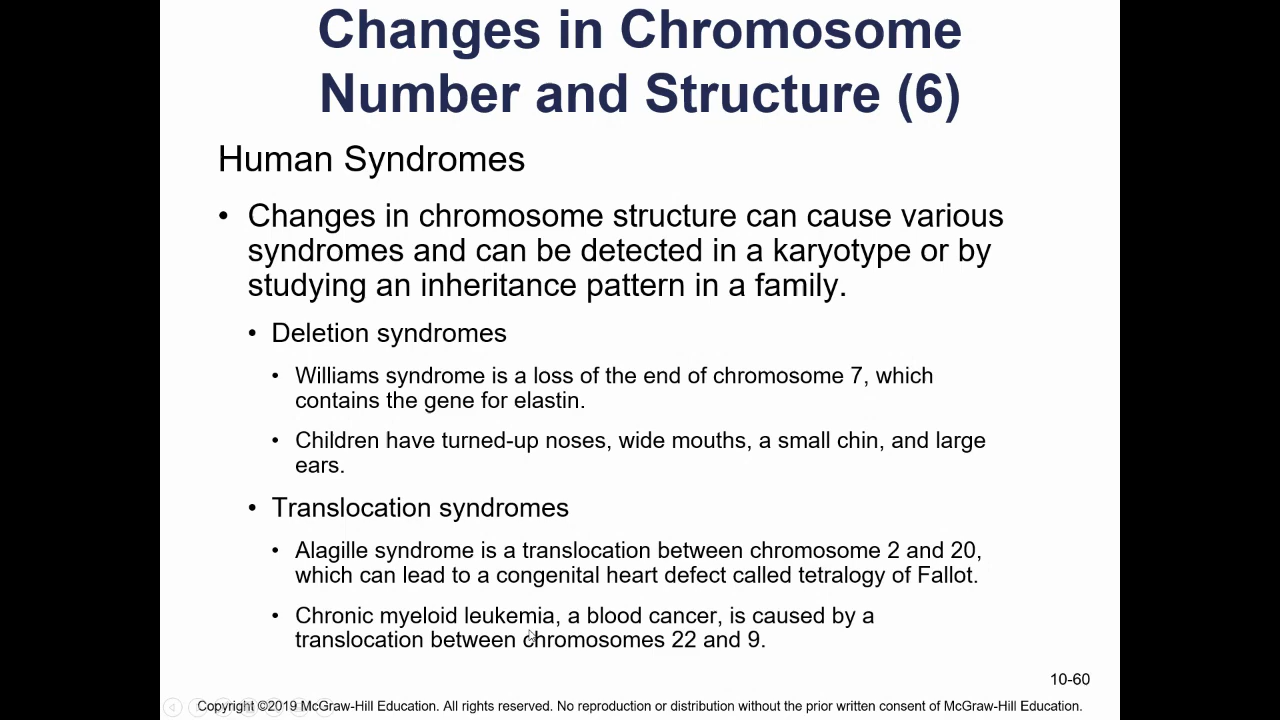 Changes in Chromosome
Number and Structure (6)
Human Syndromes
• Changes in chromosome structure can cause various
syndromes and can be detected in a karyotype or by
studying an inheritance pattern in a family.
• Deletion syndromes
• Williams syndrome is a loss of the end of chromosome 7, which
contains the gene for elastin.
• Children have turned-up noses, wide mouths, a small chin, and large
ears.
• Translocation syndromes
• Alagille syndrome is a translocation between chromosome 2 and 20,
which can lead to a congenital heart defect called tetralogy of Fallot.
• Chronic myeloid leukemia, a blood cancer, is caused by a
translocation between chromosomes 22 and 9.
10-60
Copyright ©2019 McGraw-Hill Education. All rights reserved. No reproduction or distribution without the prior written consent of McGraw-Hill Education.